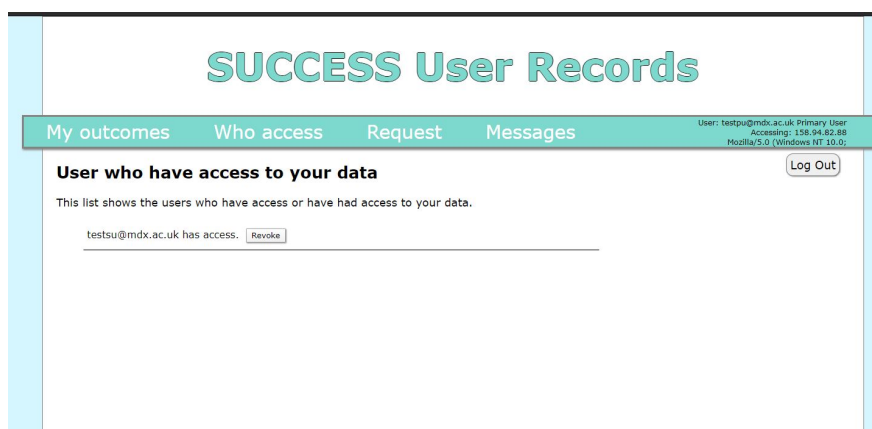 SUCCESS User Records
My outcomes Who access Request Messages
User: testpu@mdx.ac.uk Primary User
Accessing: 158.94.82.88
Mozilla/5.0 (Windows NT 10.0;
Log Out
User who have access to your data
This list shows the users who have access or have had access to your data.
testsu@mdx.ac.uk has access. Revoke